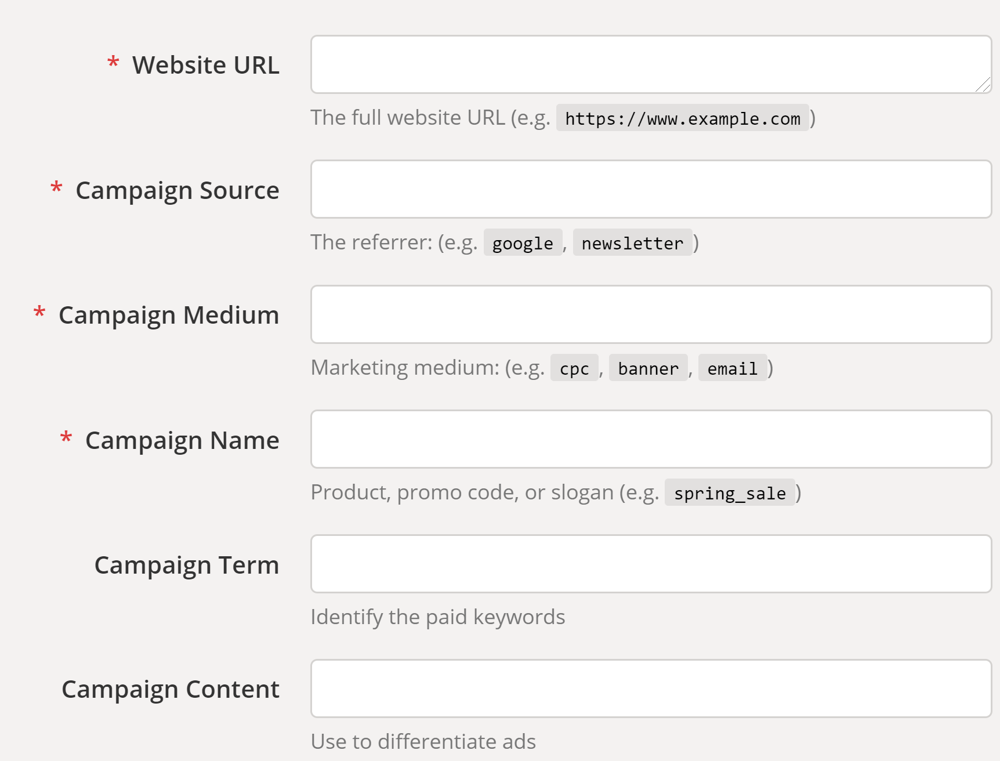 * Website URL
The full website URL (e.g. https://www.example.com)
* Campaign Source
The referrer: (e.g. google, newsletter)
* Campaign Medium
Marketing medium: (e.g. cpc, banner, email)
* Campaign Name
Product, promo code, or slogan (e.g. spring_sale)
Campaign Term
Identify the paid keywords
Campaign Content
Use to differentiate ads